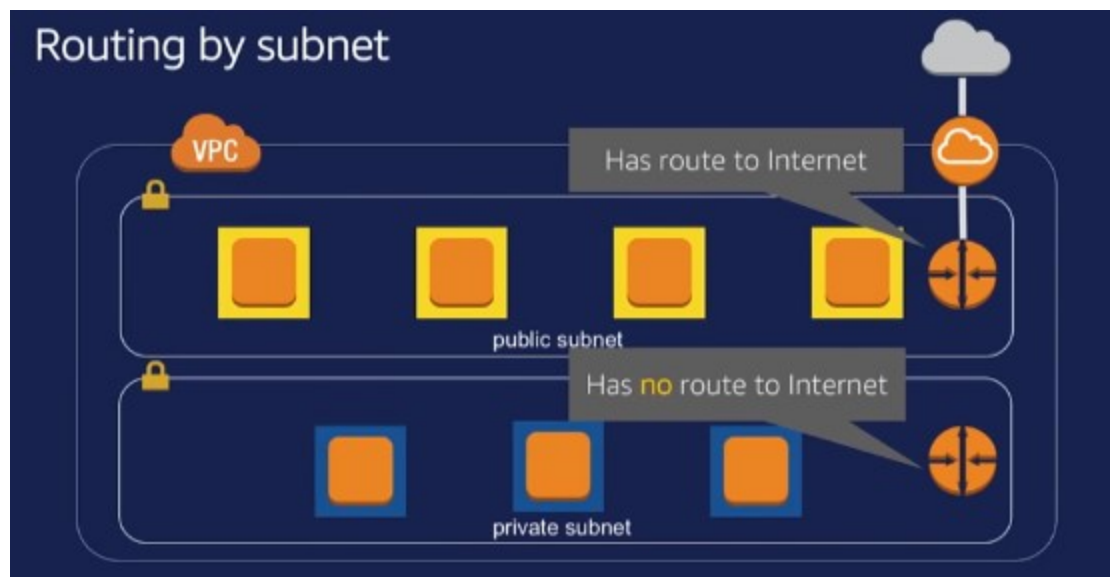 Routing by subnet
VPC
Has route to Internet
public subnet
Has no route to Internet
private subnet